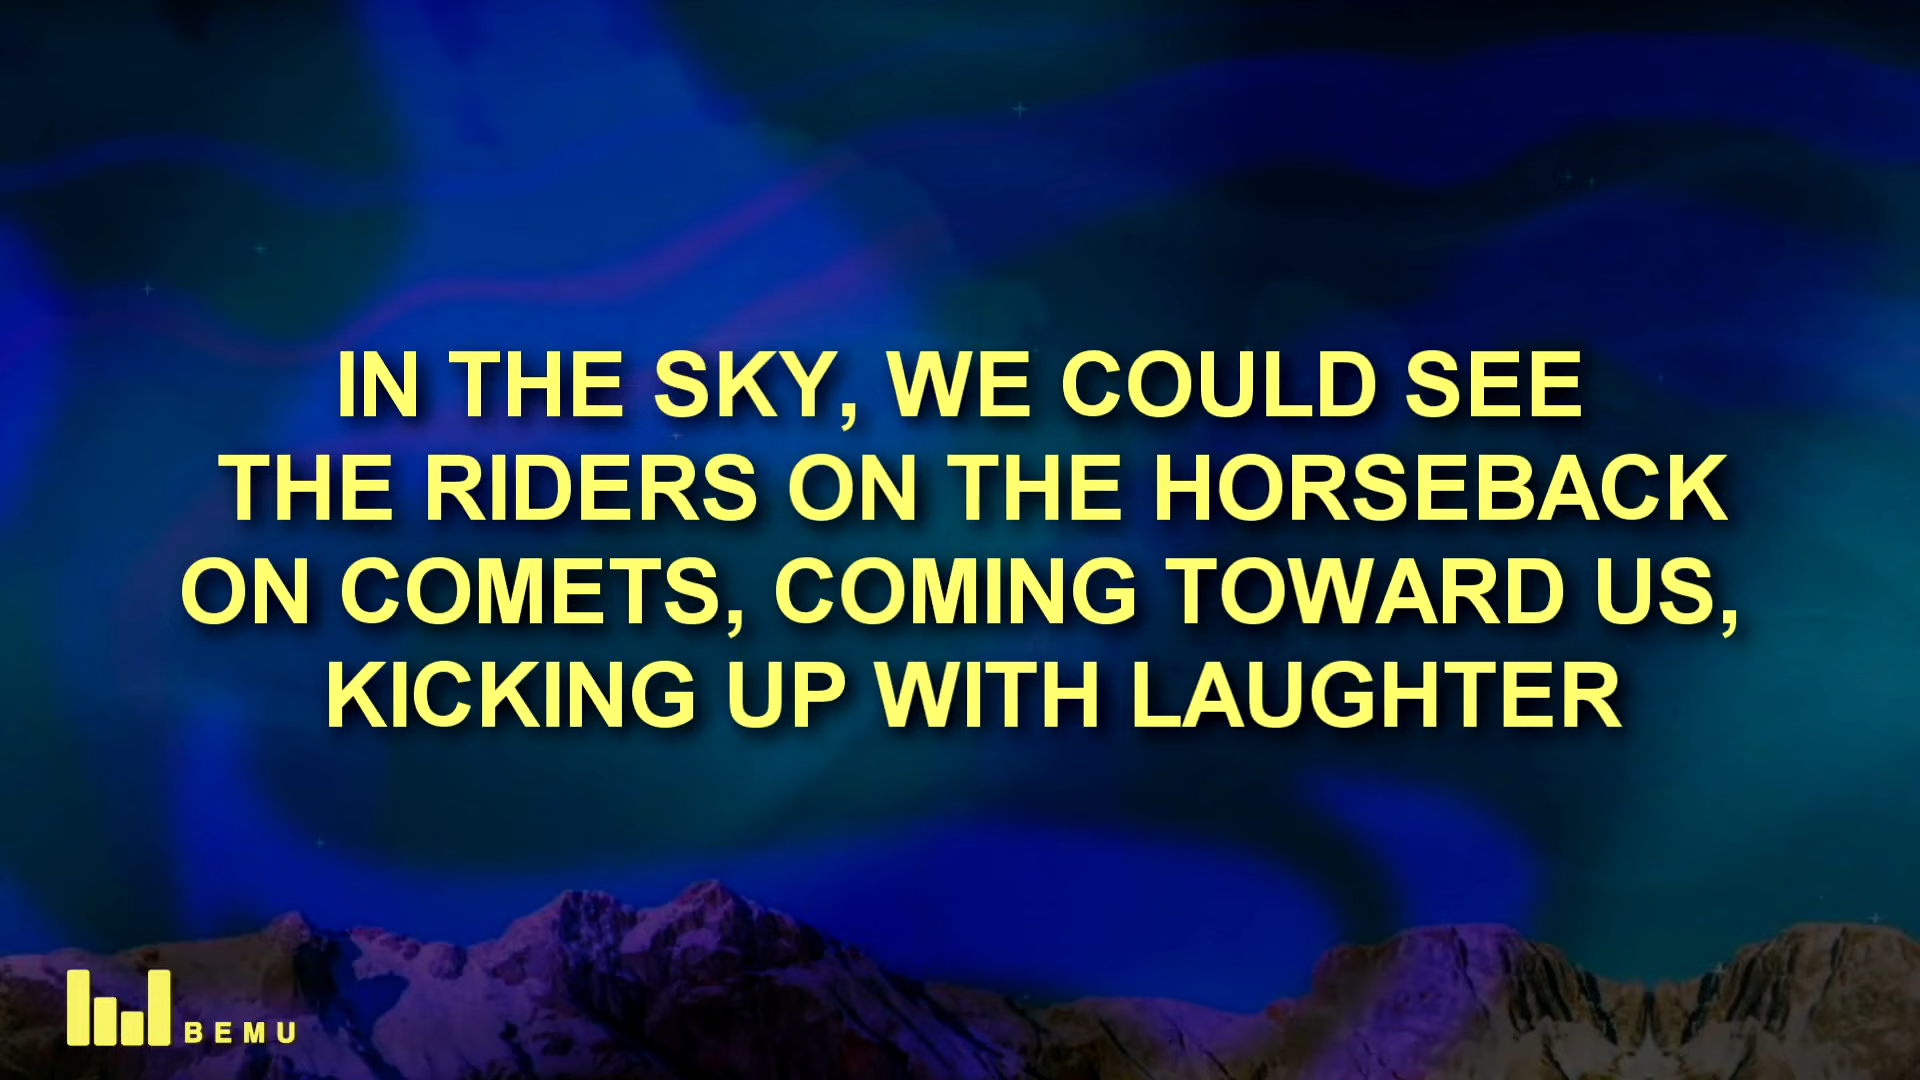 IN THE SKY, WE COULD SEE
THE RIDERS ON THE HORSEBACK
ON COMETS, COMING TOWARD US,
KICKING UP WITH LAUGHTER
BEMU